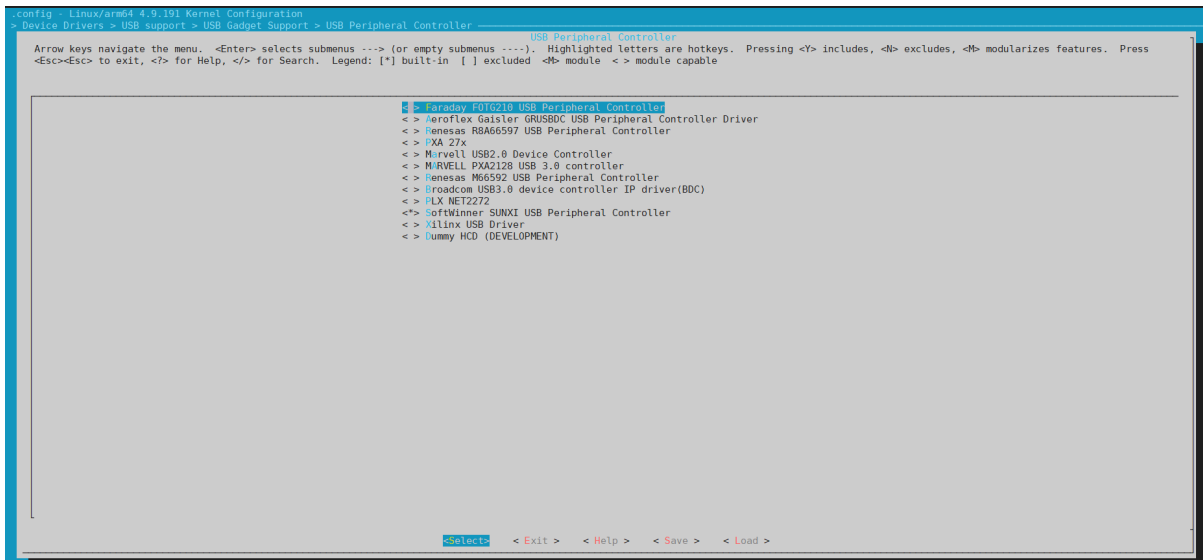 .config - Linux/arm64 4.9.191 Kernel Configuration
> Device Drivers > USB support > USB Gadget Support > USB Peripheral Controller
USB Peripheral Controller
Arrow keys navigate the menu. <Enter> selects submenus ---> (or empty submenus ----). Highlighted letters are hotkeys. Pressing <Y> includes, <N> excludes, <M> modularizes features. Press
<Esc><Esc> to exit, <?> for Help, </> for Search. Legend: [*] built-in [ ] excluded <M> module < > module capable
< > Faraday FOTG210 USB Peripheral Controller
< > Aeroflex Gaisler GRUSBDC USB Peripheral Controller Driver
< > Renesas R8A66597 USB Peripheral Controller
< > PXA 27x
< > Marvell USB2.0 Device Controller
< > MARVELL PXA2128 USB 3.0 controller
< > Renesas M66592 USB Peripheral Controller
< > Broadcom USB3.0 device controller IP driver(BDC)
< > PLX NET2272
<*> SoftWinner SUNXI USB Peripheral Controller
< > Xilinx USB Driver
< > Dummy HCD (DEVELOPMENT)
<Select> < Exit > < Help > < Save > < Load >